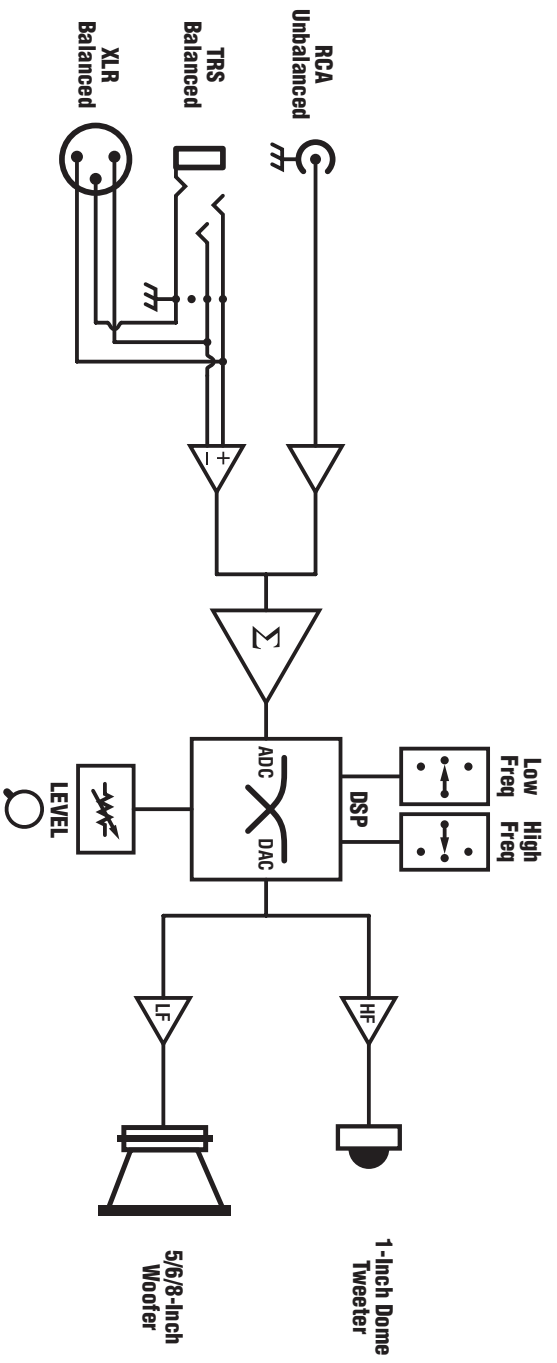 RCA
Unbalanced
TRS
Balanced
XLR
Balanced
+
−
Σ
Low
Freq
High
Freq
DSP
ADC
DAC
LEVEL
HF
LF
1-Inch Dome
Tweeter
5/6/8-Inch
Woofer